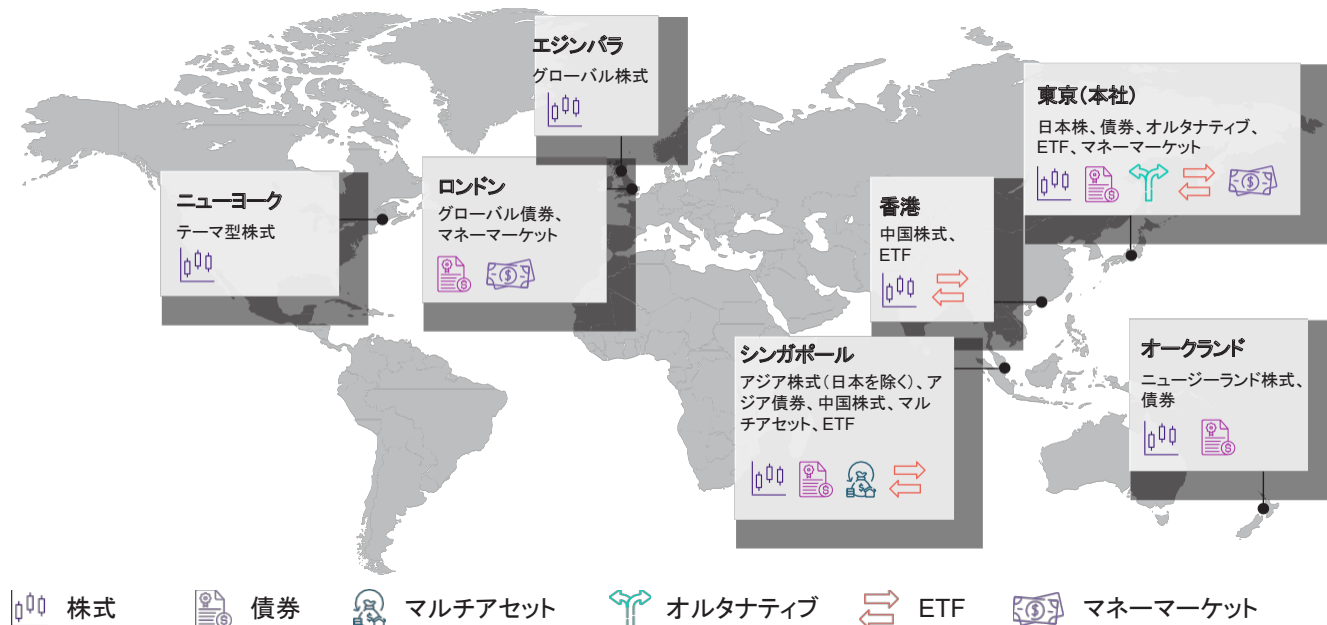 エジンバラ
グローバル株式
東京(本社)
日本株、債券、オルタナティブ、
ETF、マネーマーケット
ニューヨーク
テーマ型株式
ロンドン
グローバル債券、
マネーマーケット
香港
中国株式、
ETF
シンガポール
アジア株式(日本を除く)、ア
ジア債券、中国株式、マル
チアセット、ETF
オークランド
ニュージーランド株式、
債券
株式
債券
マルチアセット
オルタナティブ
ETF
マネーマーケット